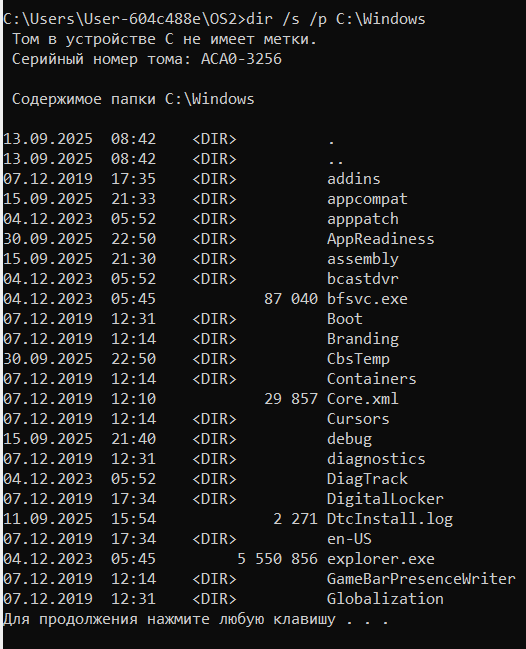 C:\Users\User-604c488e\OS2>dir /s /p C:\Windows
Том в устройстве C не имеет метки.
Серийный номер тома: ACA0-3256
Содержимое папки C:\Windows
13.09.2025  08:42    <DIR>          .
13.09.2025  08:42    <DIR>          ..
07.12.2019  17:35    <DIR>          addins
15.09.2025  21:33    <DIR>          appcompat
04.12.2023  05:52    <DIR>          apppatch
30.09.2025  22:50    <DIR>          AppReadiness
15.09.2025  21:30    <DIR>          assembly
04.12.2023  05:52    <DIR>          bcastdvr
04.12.2023  05:45            87 040 bfsvc.exe
07.12.2019  12:31    <DIR>          Boot
07.12.2019  12:14    <DIR>          Branding
30.09.2025  22:50    <DIR>          CbsTemp
07.12.2019  12:14    <DIR>          Containers
07.12.2019  12:10            29 857 Core.xml
07.12.2019  12:14    <DIR>          Cursors
15.09.2025  21:40    <DIR>          debug
07.12.2019  12:31    <DIR>          diagnostics
04.12.2023  05:52    <DIR>          DiagTrack
07.12.2019  17:34    <DIR>          DigitalLocker
11.09.2025  15:54             2 271 DtcInstall.log
07.12.2019  17:34    <DIR>          en-US
04.12.2023  05:45         5 550 856 explorer.exe
07.12.2019  12:14    <DIR>          GameBarPresenceWriter
07.12.2019  12:31    <DIR>          Globalization
Для продолжения нажмите любую клавишу . . .